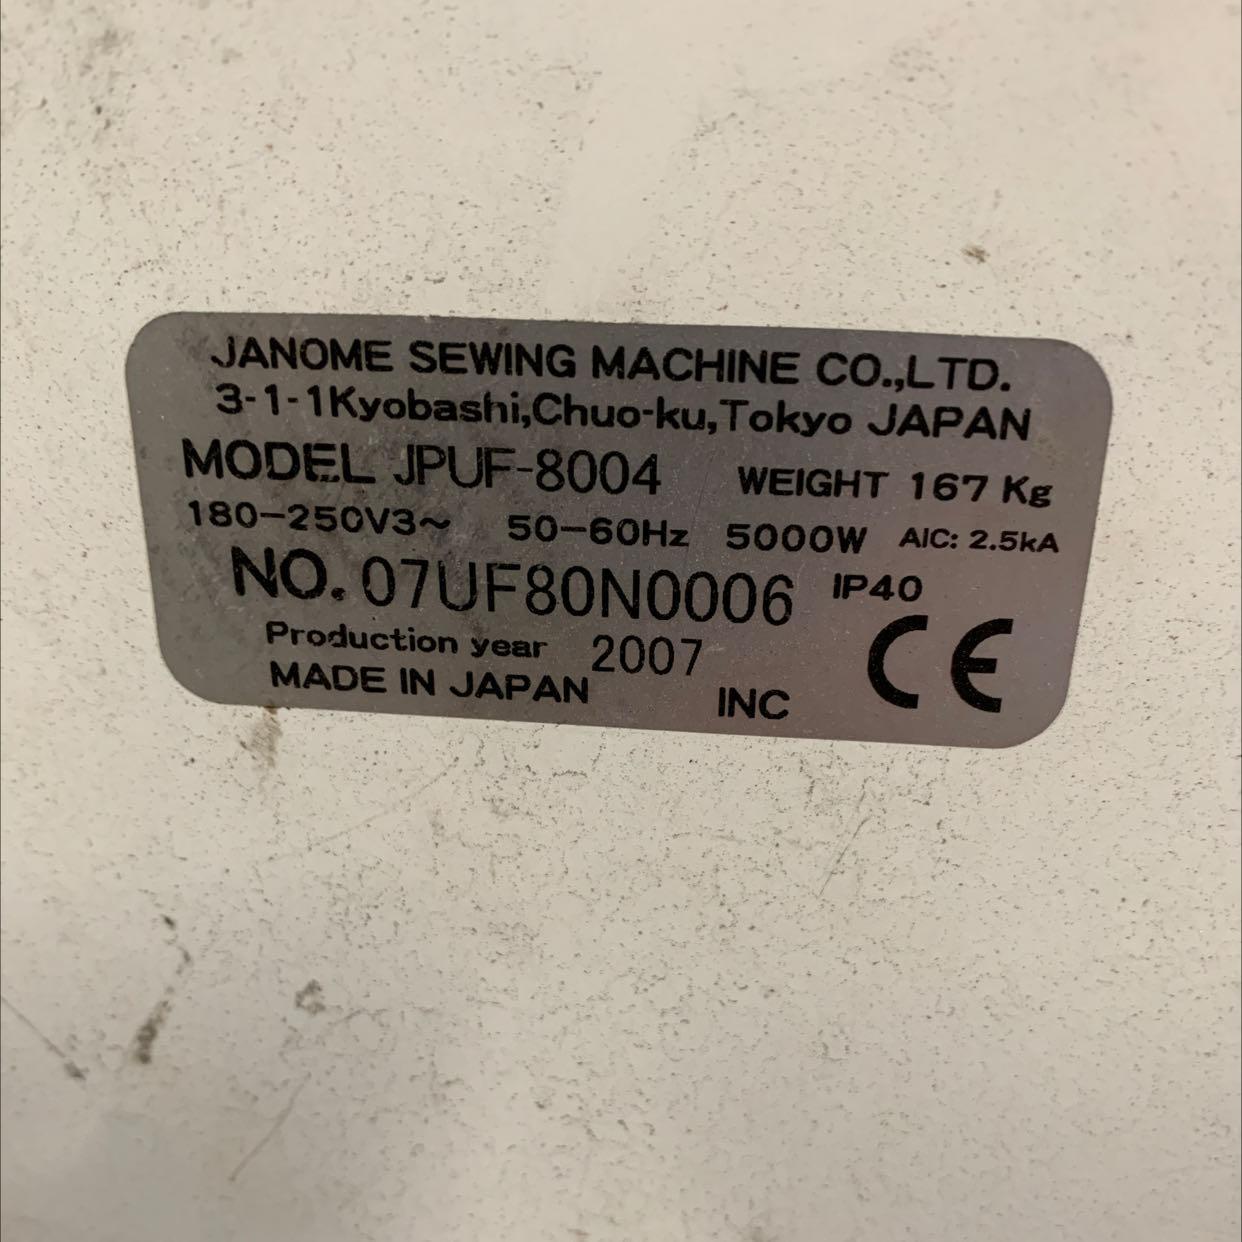 JANOME SEWING MACHINE CO.,LTD.
3-1-1Kyobashi,Chuo-ku,Tokyo JAPAN
MODEL JPUF-8004 WEIGHT 167 Kg
180-250V3~ 50-60Hz 5000W AIC: 2.5kA
NO. 07UF80N0006 IP40
Production year 2007 CE
MADE IN JAPAN INC